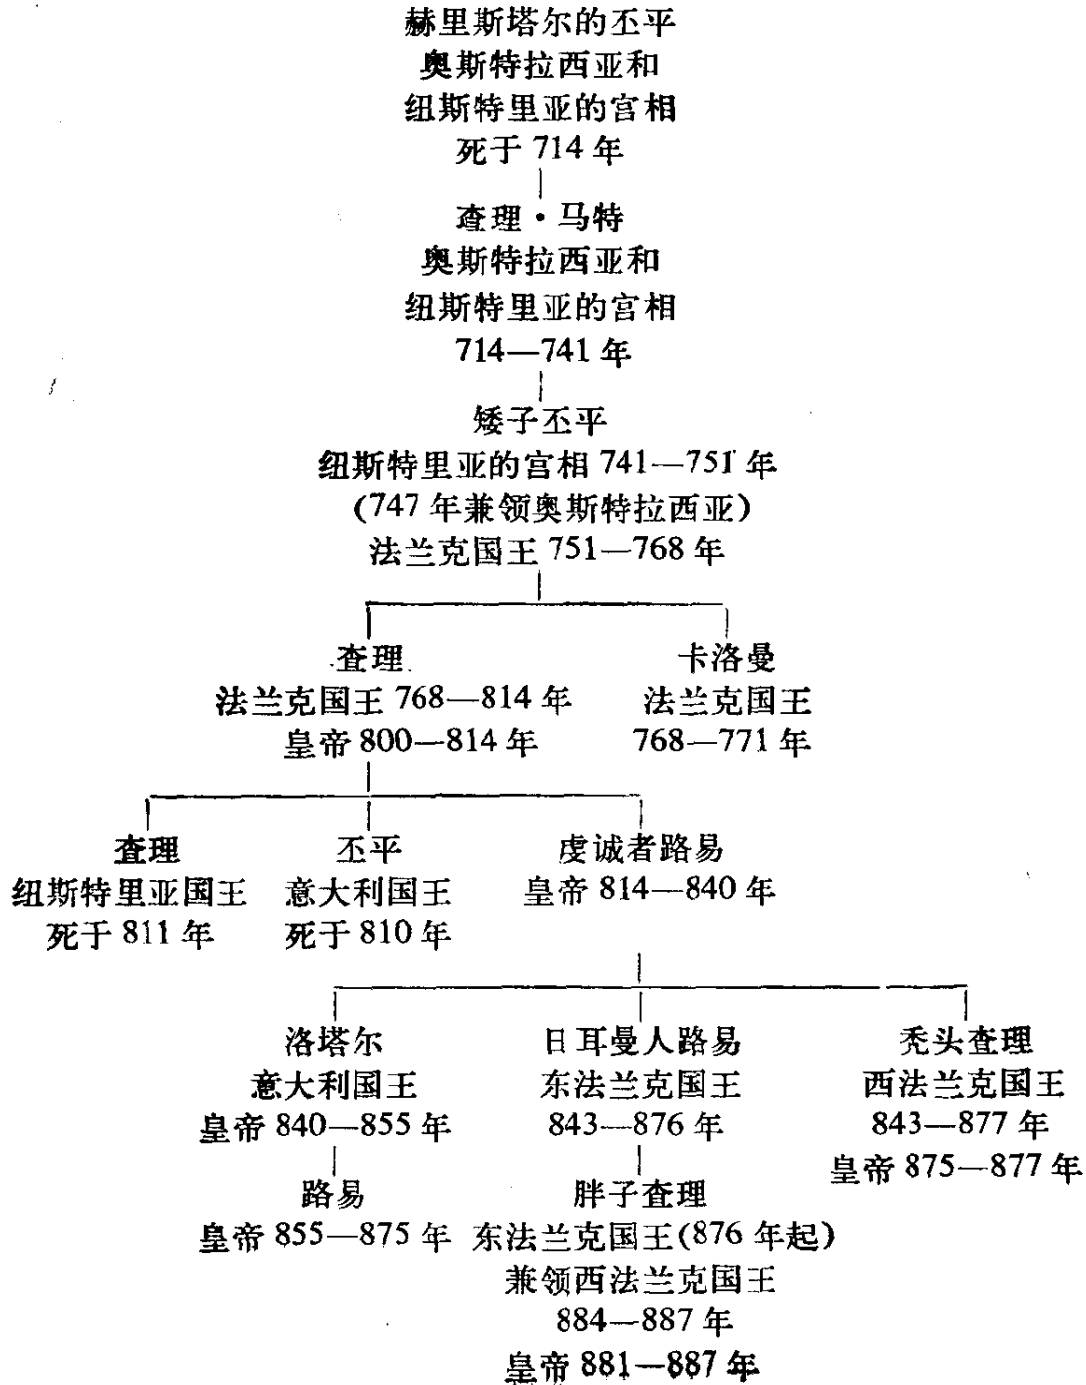 赫里斯塔尔的丕平
奥斯特拉西亚和
纽斯特里亚的宫相
死于 714 年
查理·马特
奥斯特拉西亚和
纽斯特里亚的宫相
714—741 年
矮子丕平
纽斯特里亚的宫相 741—751 年
(747 年兼领奥斯特拉西亚)
法兰克国王 751—768 年
查理 卡洛曼
法兰克国王 768—814 年 法兰克国王
皇帝 800—814 年 768—771 年
查理 丕平 虔诚者路易
纽斯特里亚国王 意大利国王 皇帝 814—840 年
死于 811 年 死于 810 年
洛塔尔 日耳曼人路易 秃头查理
意大利国王 东法兰克国王 西法兰克国王
皇帝 840—855 年 843—876 年 843—877 年
皇帝 875—877 年
路易 胖子查理
皇帝 855—875 年 东法兰克国王(876 年起)
兼领西法兰克国王
884—887 年
皇帝 881—887 年